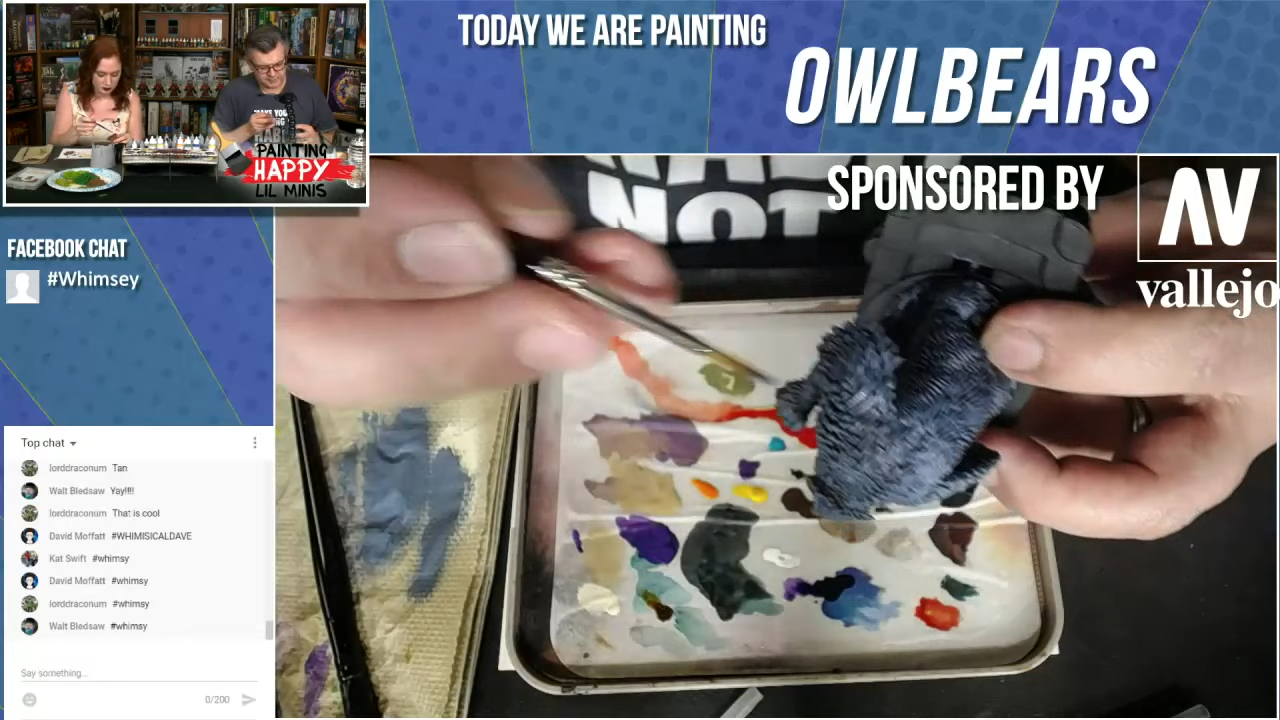 TODAY WE ARE PAINTING
OWLBEARS
PAINTING
HAPPY
LIL MINIS
SPONSORED BY
AV
vallejo
NOT
FACEBOOK CHAT
#Whimsey
Top chat
lorddraconum Tan
Walt Bledsaw Yay!!!!
lorddraconum That is cool
David Moffatt #WHIMISICALDAVE
Kat Swift #whimsy
David Moffatt #whimsy
lorddraconum #whimsy
Walt Bledsaw #whimsy
Say something...
0/200